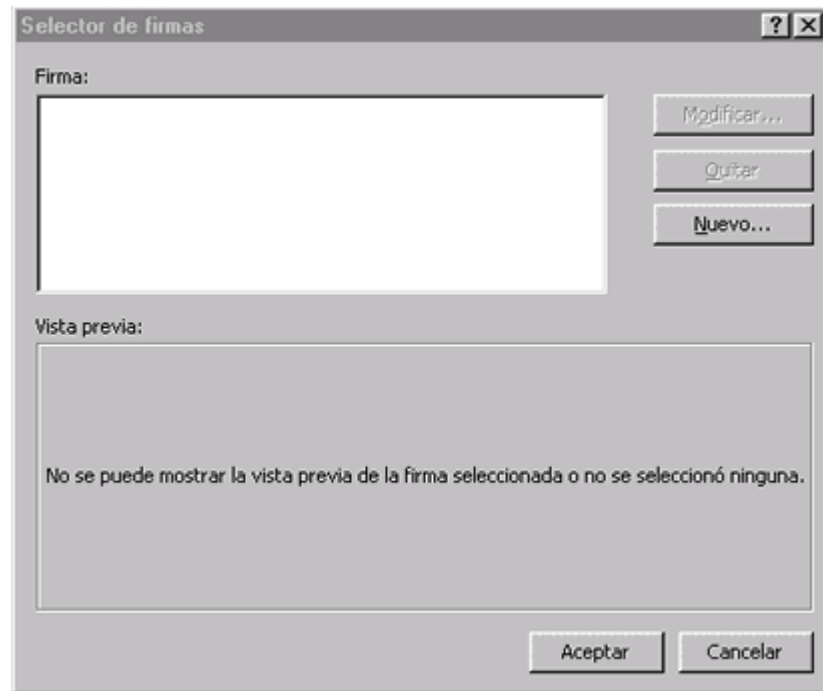 Selector de firmas
Firma:
Modificar...
Quitar
Nuevo...
Vista previa:
No se puede mostrar la vista previa de la firma seleccionada o no se seleccionó ninguna.
Aceptar
Cancelar